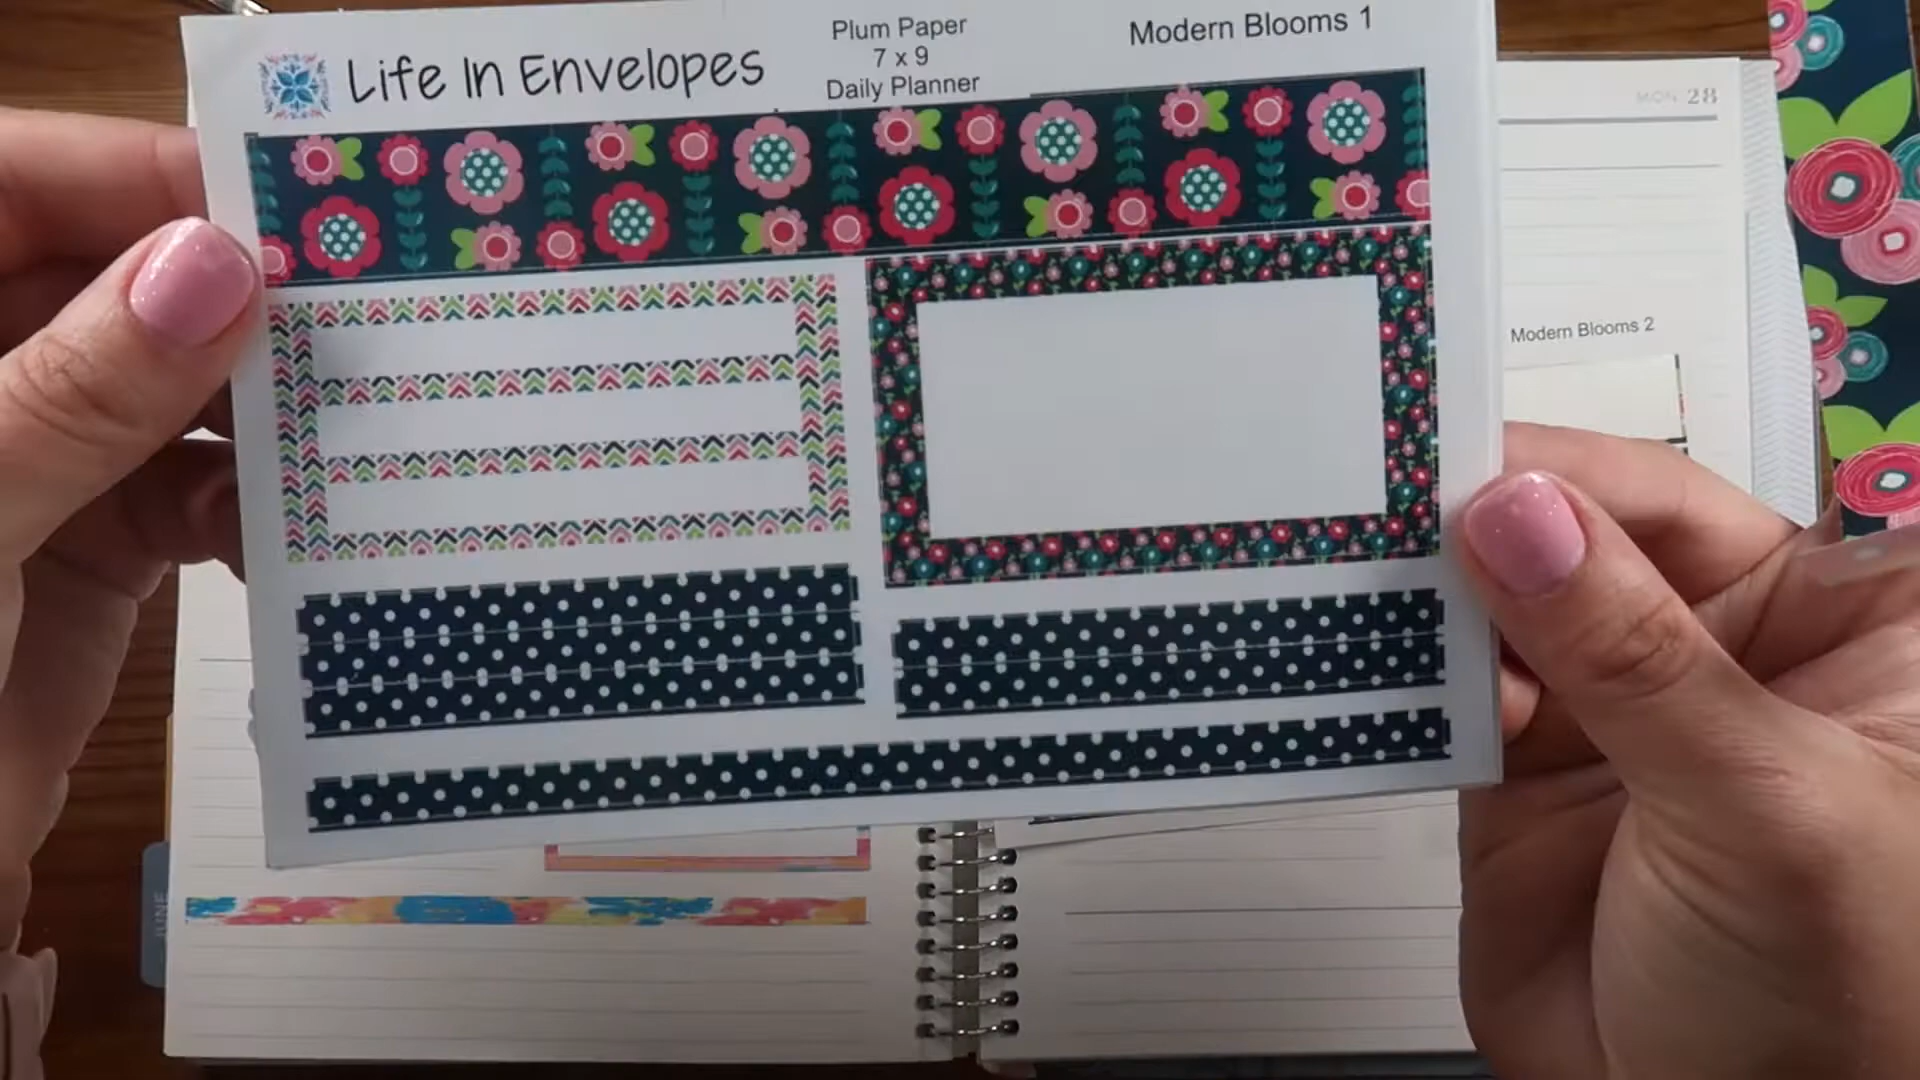 Life In Envelopes
Plum Paper
7 x 9
Daily Planner
Modern Blooms 1
MON 28
Modern Blooms 2
JUNE